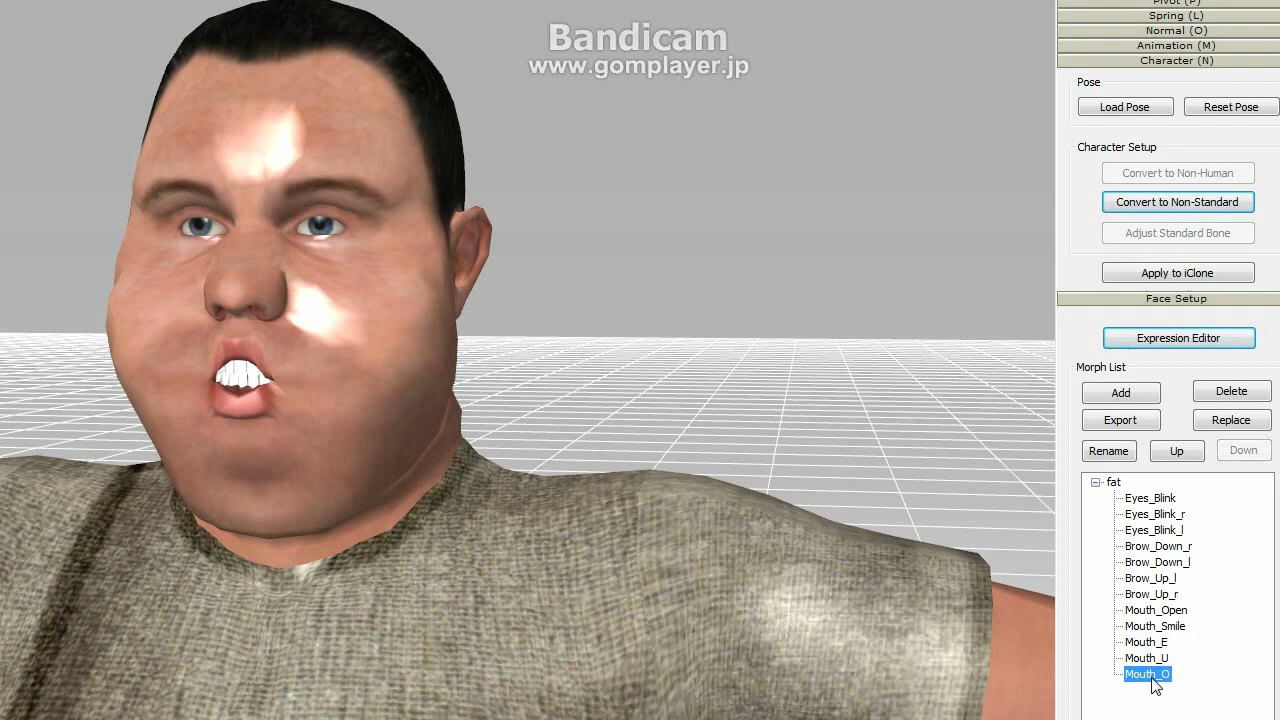 Bandicam
www.gomplayer.jp
Pivot (P)
Spring (L)
Normal (O)
Animation (M)
Character (N)
Pose
Load Pose
Reset Pose
Character Setup
Convert to Non-Human
Convert to Non-Standard
Adjust Standard Bone
Apply to iClone
Face Setup
Expression Editor
Morph List
Add
Delete
Export
Replace
Rename
Up
Down
fat
Eyes_Blink
Eyes_Blink_r
Eyes_Blink_l
Brow_Down_r
Brow_Down_l
Brow_Up_l
Brow_Up_r
Mouth_Open
Mouth_Smile
Mouth_E
Mouth_U
Mouth_O